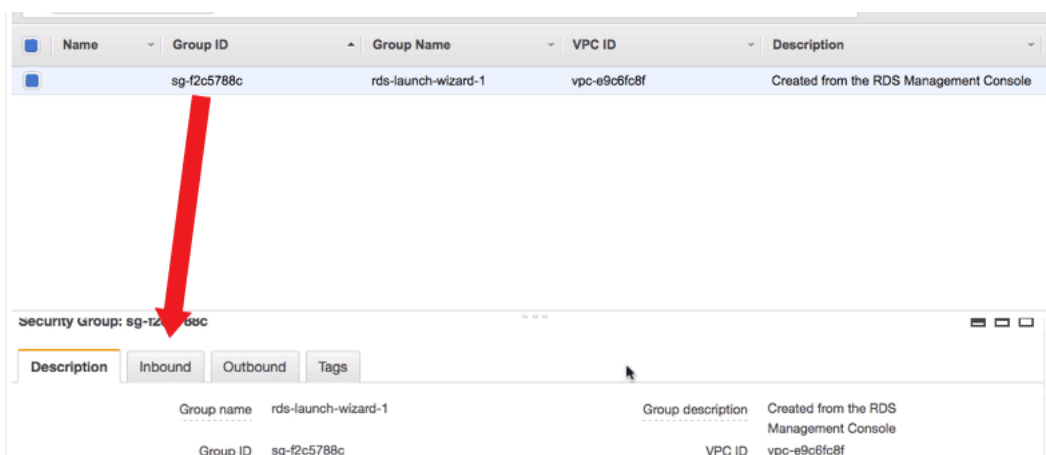 Name Group ID Group Name VPC ID Description
sg-f2c5788c rds-launch-wizard-1 vpc-e9c6fc8f Created from the RDS Management Console
Security Group:
Description Inbound Outbound Tags
Group name rds-launch-wizard-1 Group description Created from the RDS
Management Console
Group ID sg-f2c5788c VPC ID vpc-e9c6fc8f